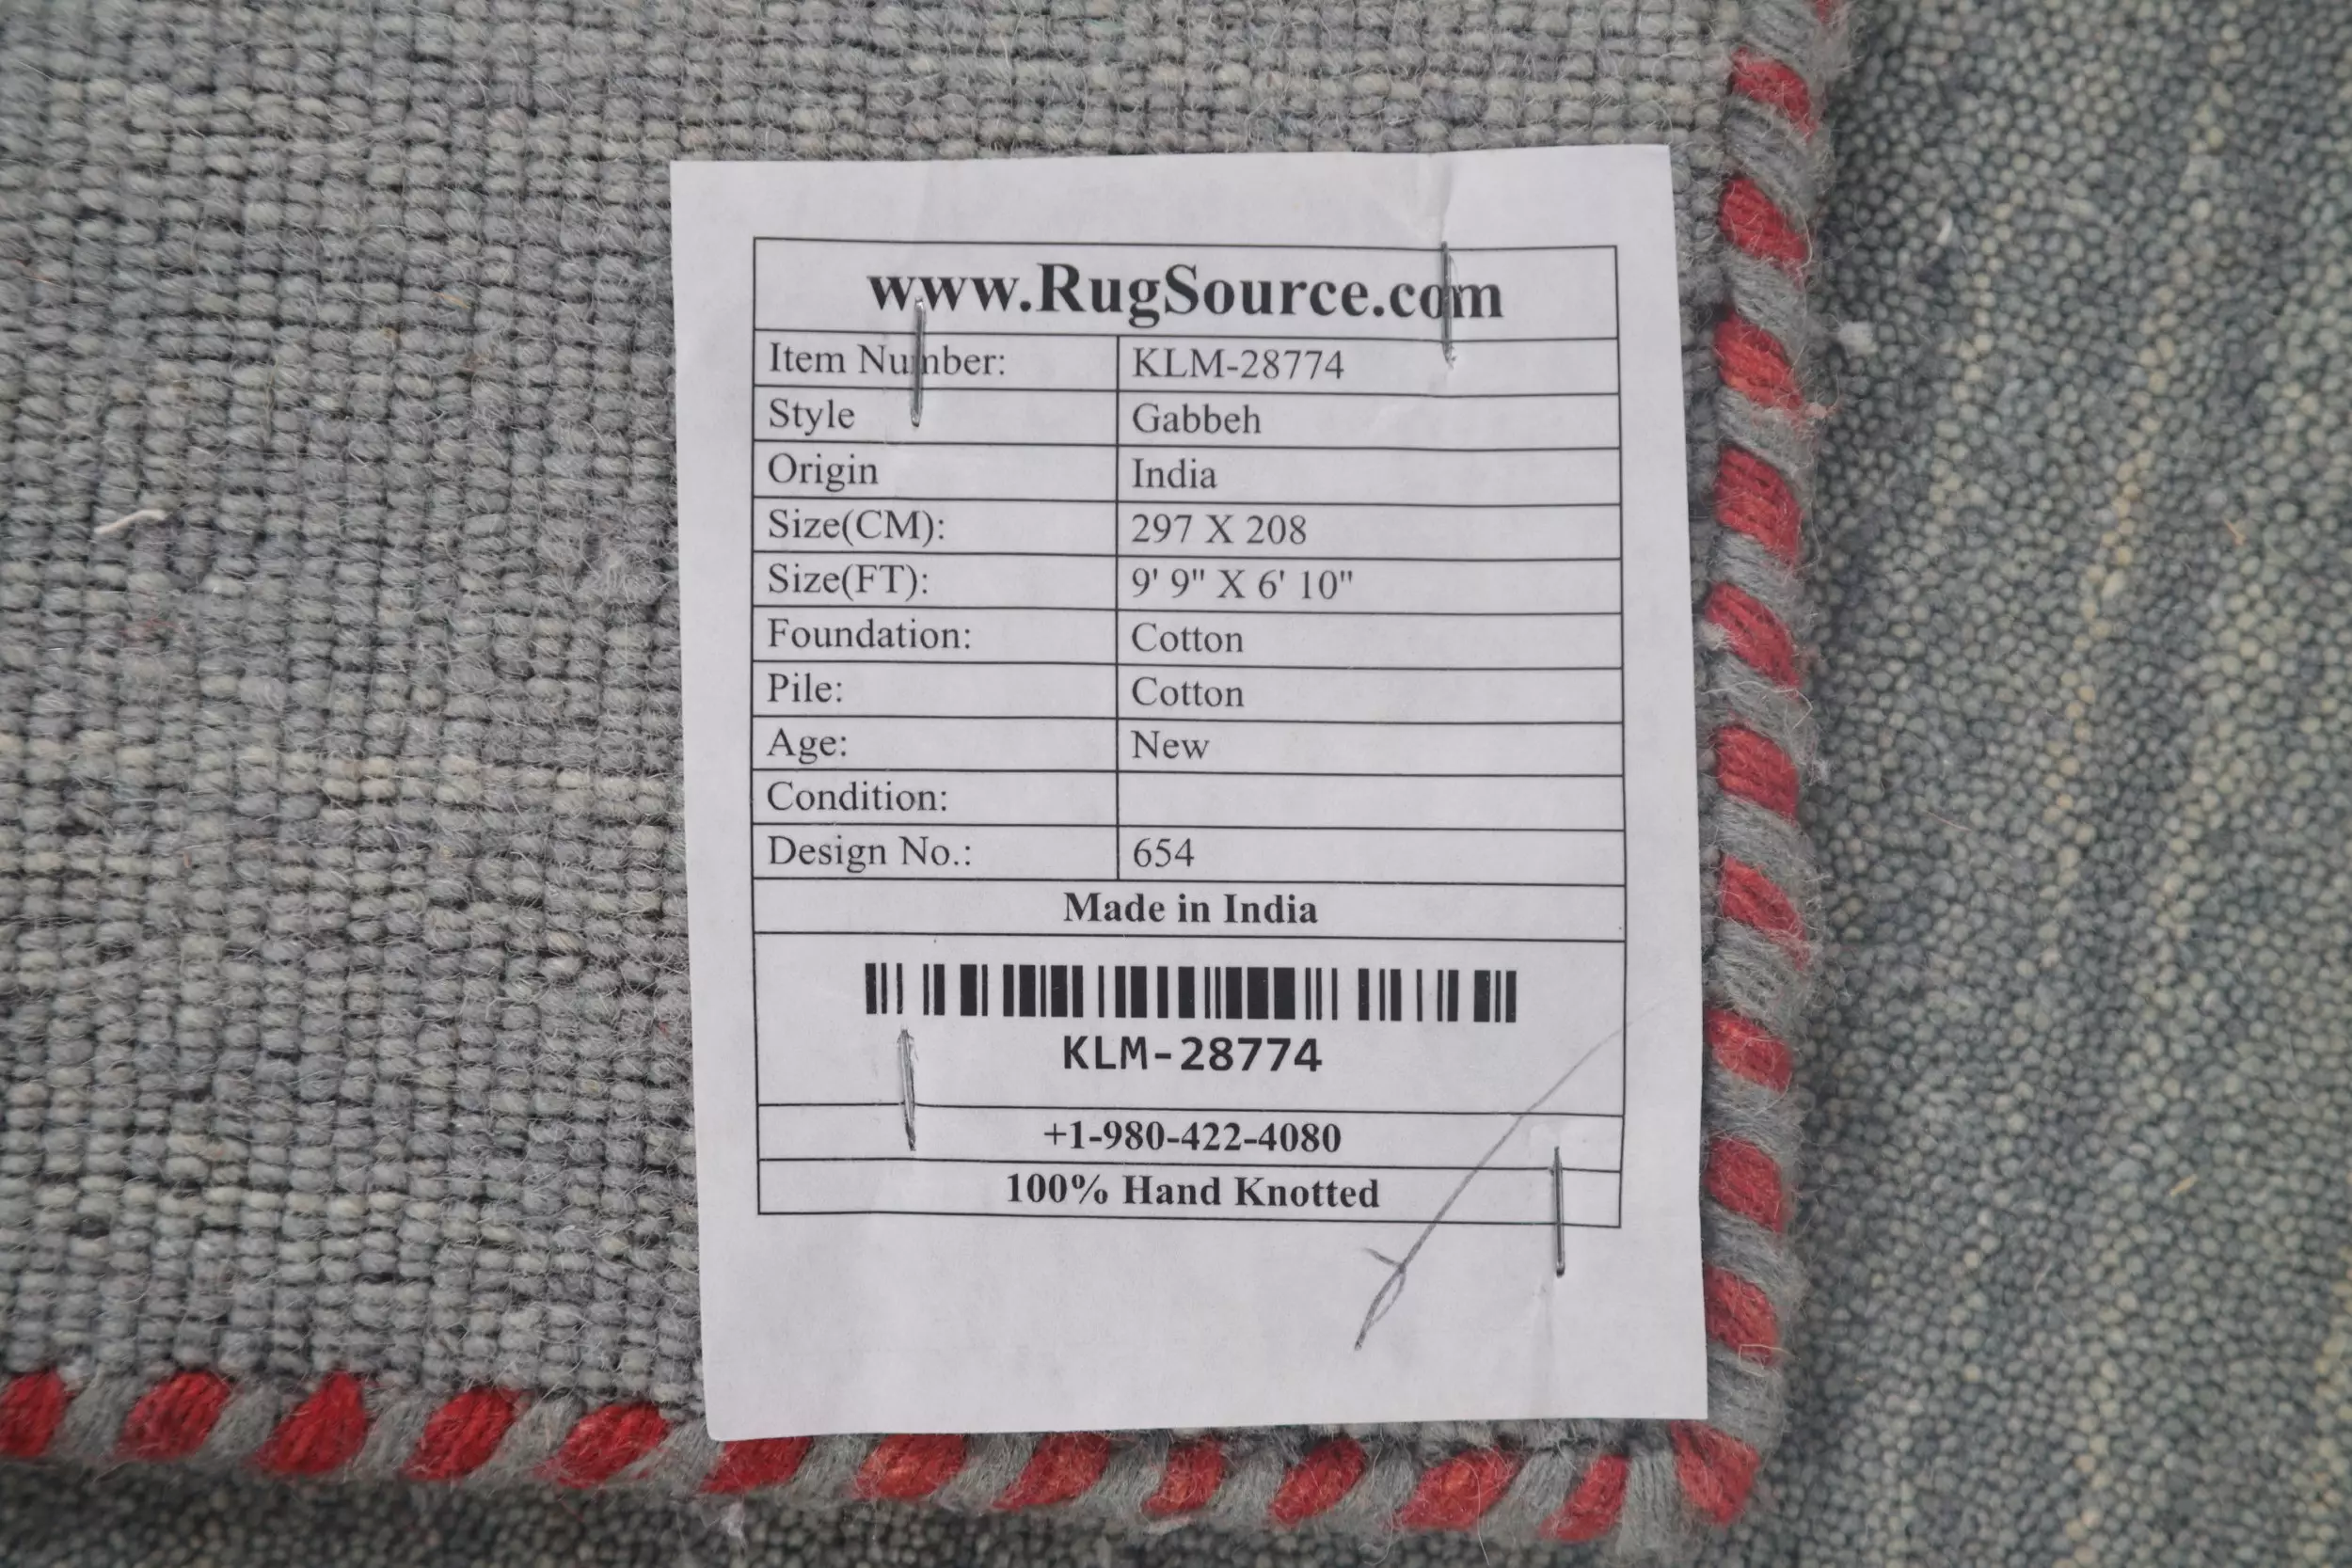 www.RugSource.com
Item Number: KLM-28774
Style Gabbeh
Origin India
Size(CM): 297 X 208
Size(FT): 9' 9" X 6' 10"
Foundation: Cotton
Pile: Cotton
Age: New
Condition:
Design No.: 654
Made in India
KLM-28774
+1-980-422-4080
100% Hand Knotted